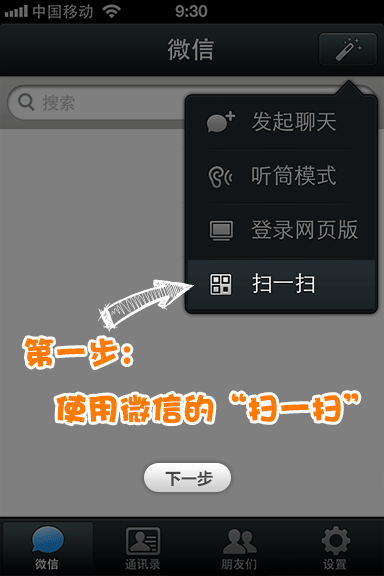 中国移动 9:30
微信
搜索
发起聊天
听筒模式
登录网页版
扫一扫
第一步:
使用微信的“扫一扫”
下一步
微信 通讯录 朋友们 设置